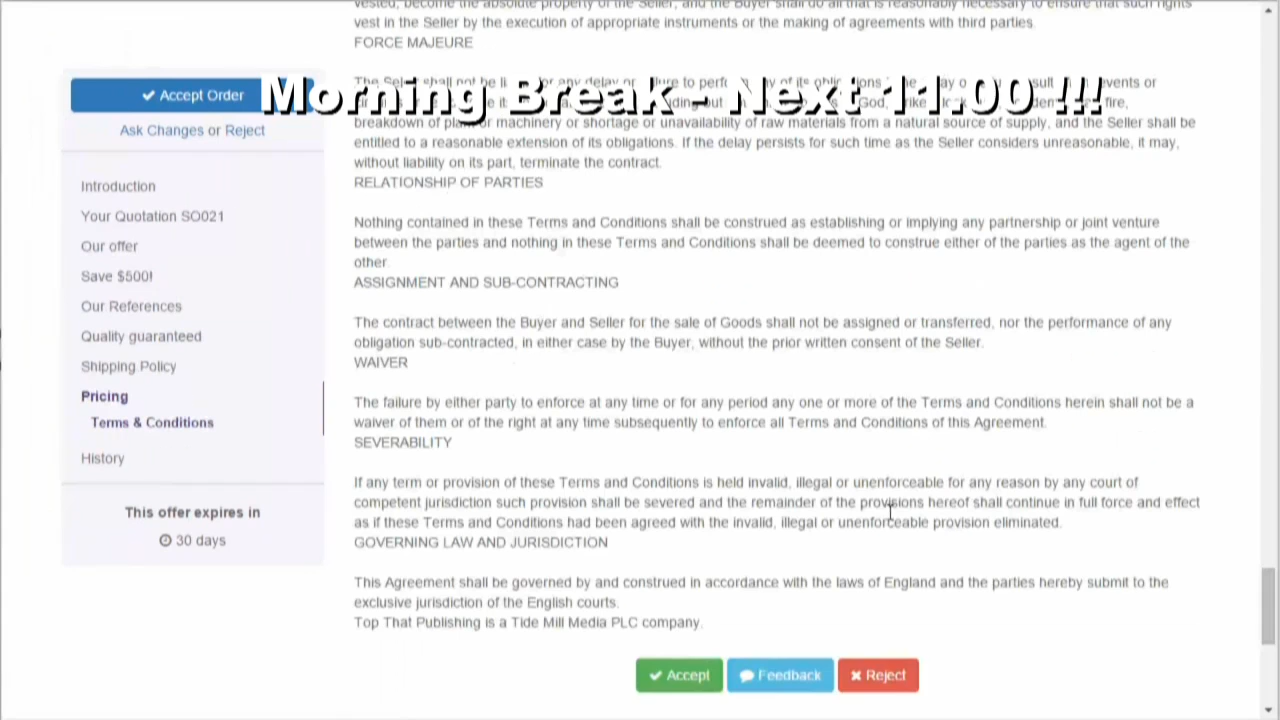 vested, become the absolute property of the Seller, and the Buyer shall do all that is reasonably necessary to ensure that such rights
vest in the Seller by the execution of appropriate instruments or the making of agreements with third parties.
FORCE MAJEURE
Morning Break - Next 11:00 !!!
Accept Order
Ask Changes or Reject
Introduction
Your Quotation SO021
Our offer
Save $500!
Our References
Quality guaranteed
Shipping Policy
Pricing
Terms & Conditions
History
This offer expires in
30 days
The Seller shall not be for any delay or to of its events or
God, fire,
breakdown of plant or machinery or shortage or unavailability of raw materials from a natural source of supply, and the Seller shall be
entitled to a reasonable extension of its obligations. If the delay persists for such time as the Seller considers unreasonable, it may,
without liability on its part, terminate the contract.
RELATIONSHIP OF PARTIES
Nothing contained in these Terms and Conditions shall be construed as establishing or implying any partnership or joint venture
between the parties and nothing in these Terms and Conditions shall be deemed to construe either of the parties as the agent of the
other.
ASSIGNMENT AND SUB-CONTRACTING
The contract between the Buyer and Seller for the sale of Goods shall not be assigned or transferred, nor the performance of any
obligation sub-contracted, in either case by the Buyer, without the prior written consent of the Seller.
WAIVER
The failure by either party to enforce at any time or for any period any one or more of the Terms and Conditions herein shall not be a
waiver of them or of the right at any time subsequently to enforce all Terms and Conditions of this Agreement.
SEVERABILITY
If any term or provision of these Terms and Conditions is held invalid, illegal or unenforceable for any reason by any court of
competent jurisdiction such provision shall be severed and the remainder of the provisions hereof shall continue in full force and effect
as if these Terms and Conditions had been agreed with the invalid, illegal or unenforceable provision eliminated.
GOVERNING LAW AND JURISDICTION
This Agreement shall be governed by and construed in accordance with the laws of England and the parties hereby submit to the
exclusive jurisdiction of the English courts.
Top That Publishing is a Tide Mill Media PLC company.
Accept Feedback Reject